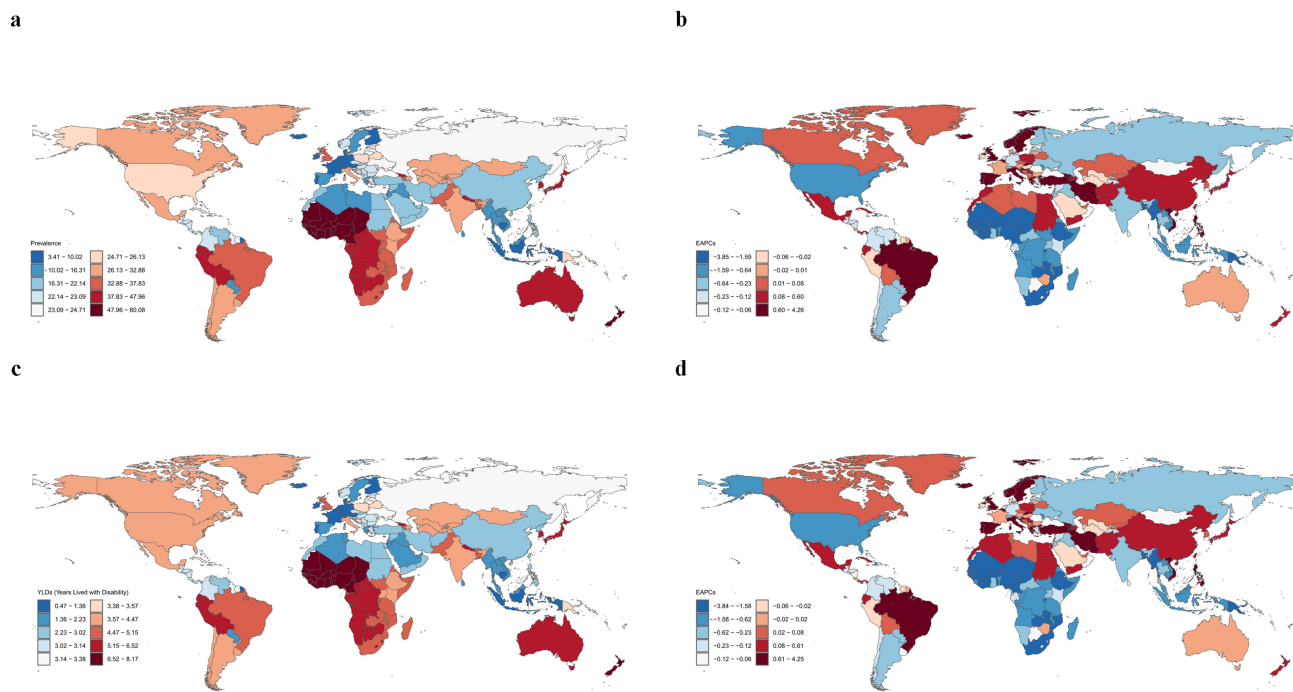 a
b
Prevalence
3.41 − 10.02
24.71 − 26.13
10.02 − 16.31
26.13 − 32.88
16.31 − 22.14
32.88 − 37.83
22.14 − 23.09
37.83 − 47.96
23.09 − 24.71
47.96 − 60.08
EAPCs
−3.85 − −1.59
−0.06 − −0.02
−1.59 − −0.64
−0.02 − 0.01
−0.64 − −0.23
0.01 − 0.08
−0.23 − −0.12
0.08 − 0.60
−0.12 − −0.06
0.60 − 4.26
c
d
YLDs (Years Lived with Disability)
0.47 − 1.36
3.38 − 3.57
1.36 − 2.23
3.57 − 4.47
2.23 − 3.02
4.47 − 5.15
3.02 − 3.14
5.15 − 6.52
3.14 − 3.38
6.52 − 8.17
EAPCs
−3.84 − −1.58
−0.06 − −0.02
−1.58 − −0.62
−0.02 − 0.02
−0.62 − −0.23
0.02 − 0.08
−0.23 − −0.12
0.08 − 0.61
−0.12 − −0.06
0.61 − 4.25